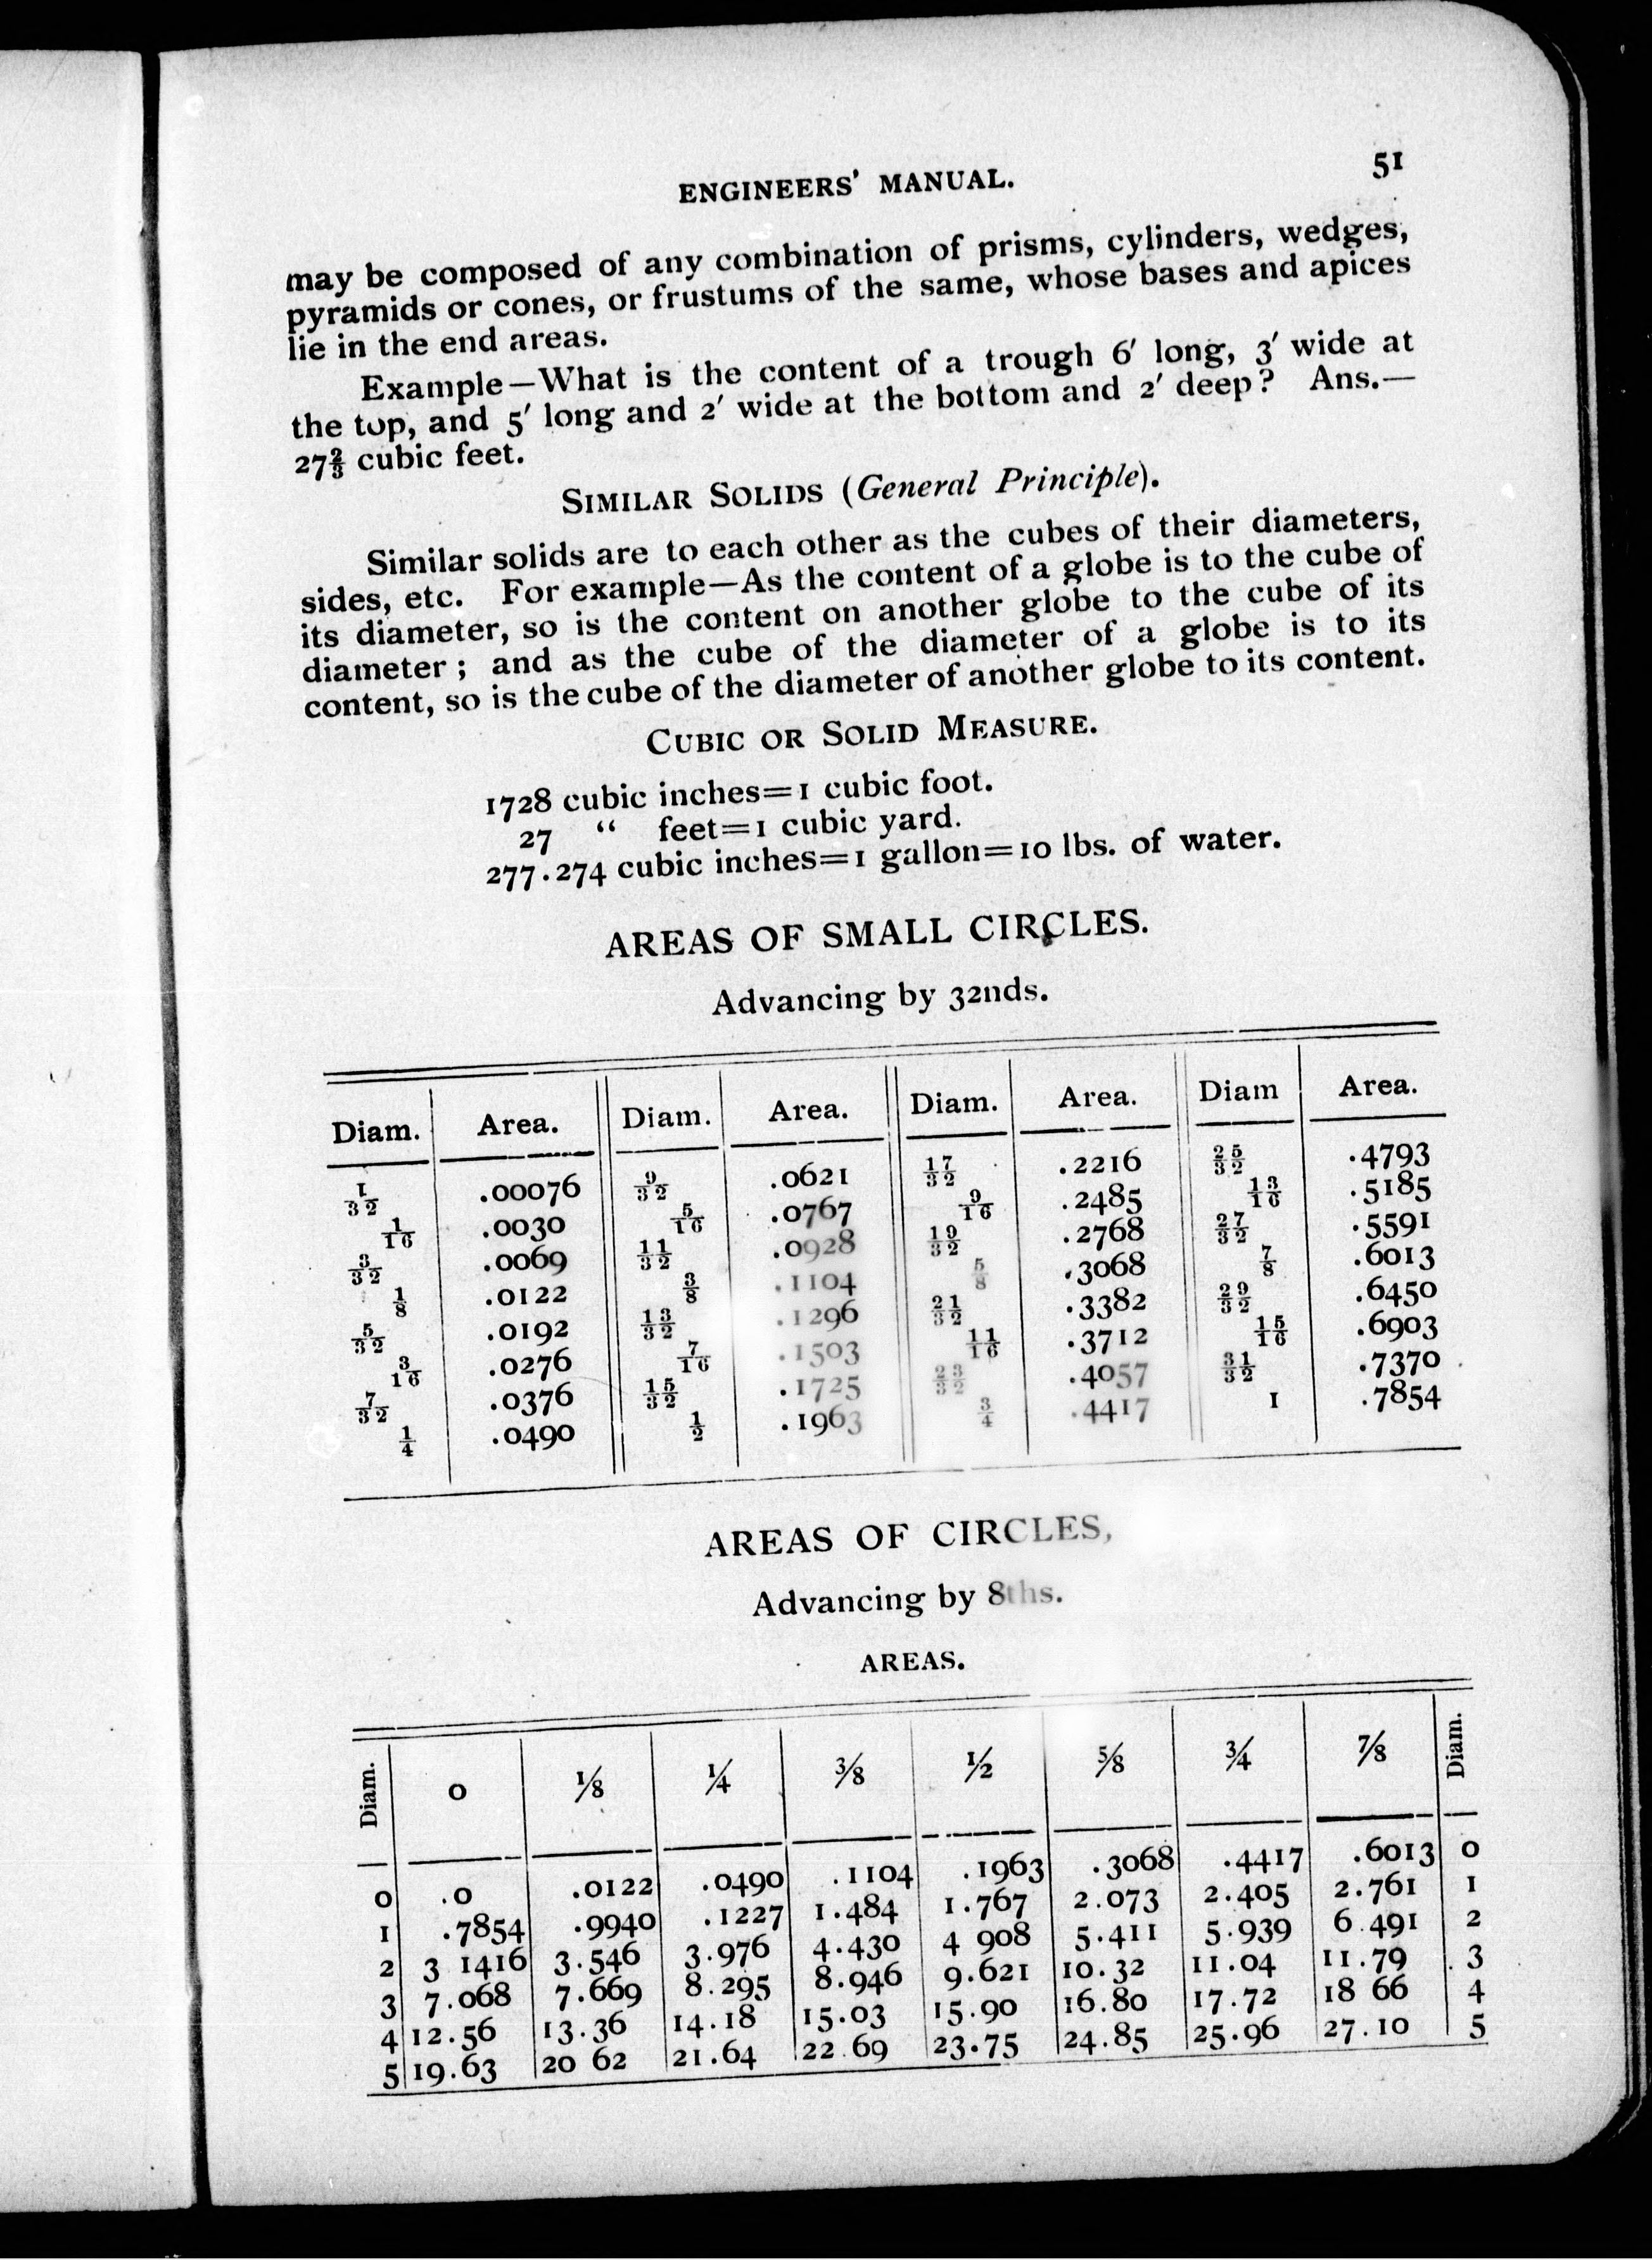 ENGINEERS' MANUAL. 51
may be composed of any combination of prisms, cylinders, wedges,
pyramids or cones, or frustums of the same, whose bases and apices
lie in the end areas.
Example—What is the content of a trough 6′ long, 3′ wide at
the top, and 5′ long and 2′ wide at the bottom and 2′ deep? Ans.—
27⅔ cubic feet.
SIMILAR SOLIDS (General Principle).
Similar solids are to each other as the cubes of their diameters,
sides, etc. For example—As the content of a globe is to the cube of
its diameter, so is the content on another globe to the cube of its
diameter; and as the cube of the diameter of a globe is to its
content, so is the cube of the diameter of another globe to its content.
CUBIC OR SOLID MEASURE.
1728 cubic inches=1 cubic foot.
27 “ feet=1 cubic yard.
277.274 cubic inches=1 gallon=10 lbs. of water.
AREAS OF SMALL CIRCLES.
Advancing by 32nds.
Diam. Area. Diam. Area. Diam. Area. Diam Area.
1/32 .00076 9/32 .0621 17/32 .2216 25/32 .4793
1/16 .0030 5/16 .0767 9/16 .2485 13/16 .5185
3/32 .0069 11/32 .0928 19/32 .2768 27/32 .5591
1/8 .0122 3/8 .1104 5/8 .3068 7/8 .6013
5/32 .0192 13/32 .1296 21/32 .3382 29/32 .6450
3/16 .0276 7/16 .1503 11/16 .3712 15/16 .6903
7/32 .0376 15/32 .1725 23/32 .4057 31/32 .7370
1/4 .0490 1/2 .1963 3/4 .4417 1 .7854
AREAS OF CIRCLES,
Advancing by 8ths.
AREAS.
Diam. 0 1/8 1/4 3/8 1/2 5/8 3/4 7/8 Diam.
0 .0 .0122 .0490 .1104 .1963 .3068 .4417 .6013 0
1 .7854 .9940 .1227 1.484 1.767 2.073 2.405 2.761 1
2 3 1416 3.546 3.976 4.430 4 908 5.411 5.939 6.491 2
3 7.068 7.669 8.295 8.946 9.621 10.32 11.04 11.79 3
4 12.56 13.36 14.18 15.03 15.90 16.80 17.72 18 66 4
5 19.63 20 62 21.64 22.69 23.75 24.85 25.96 27.10 5